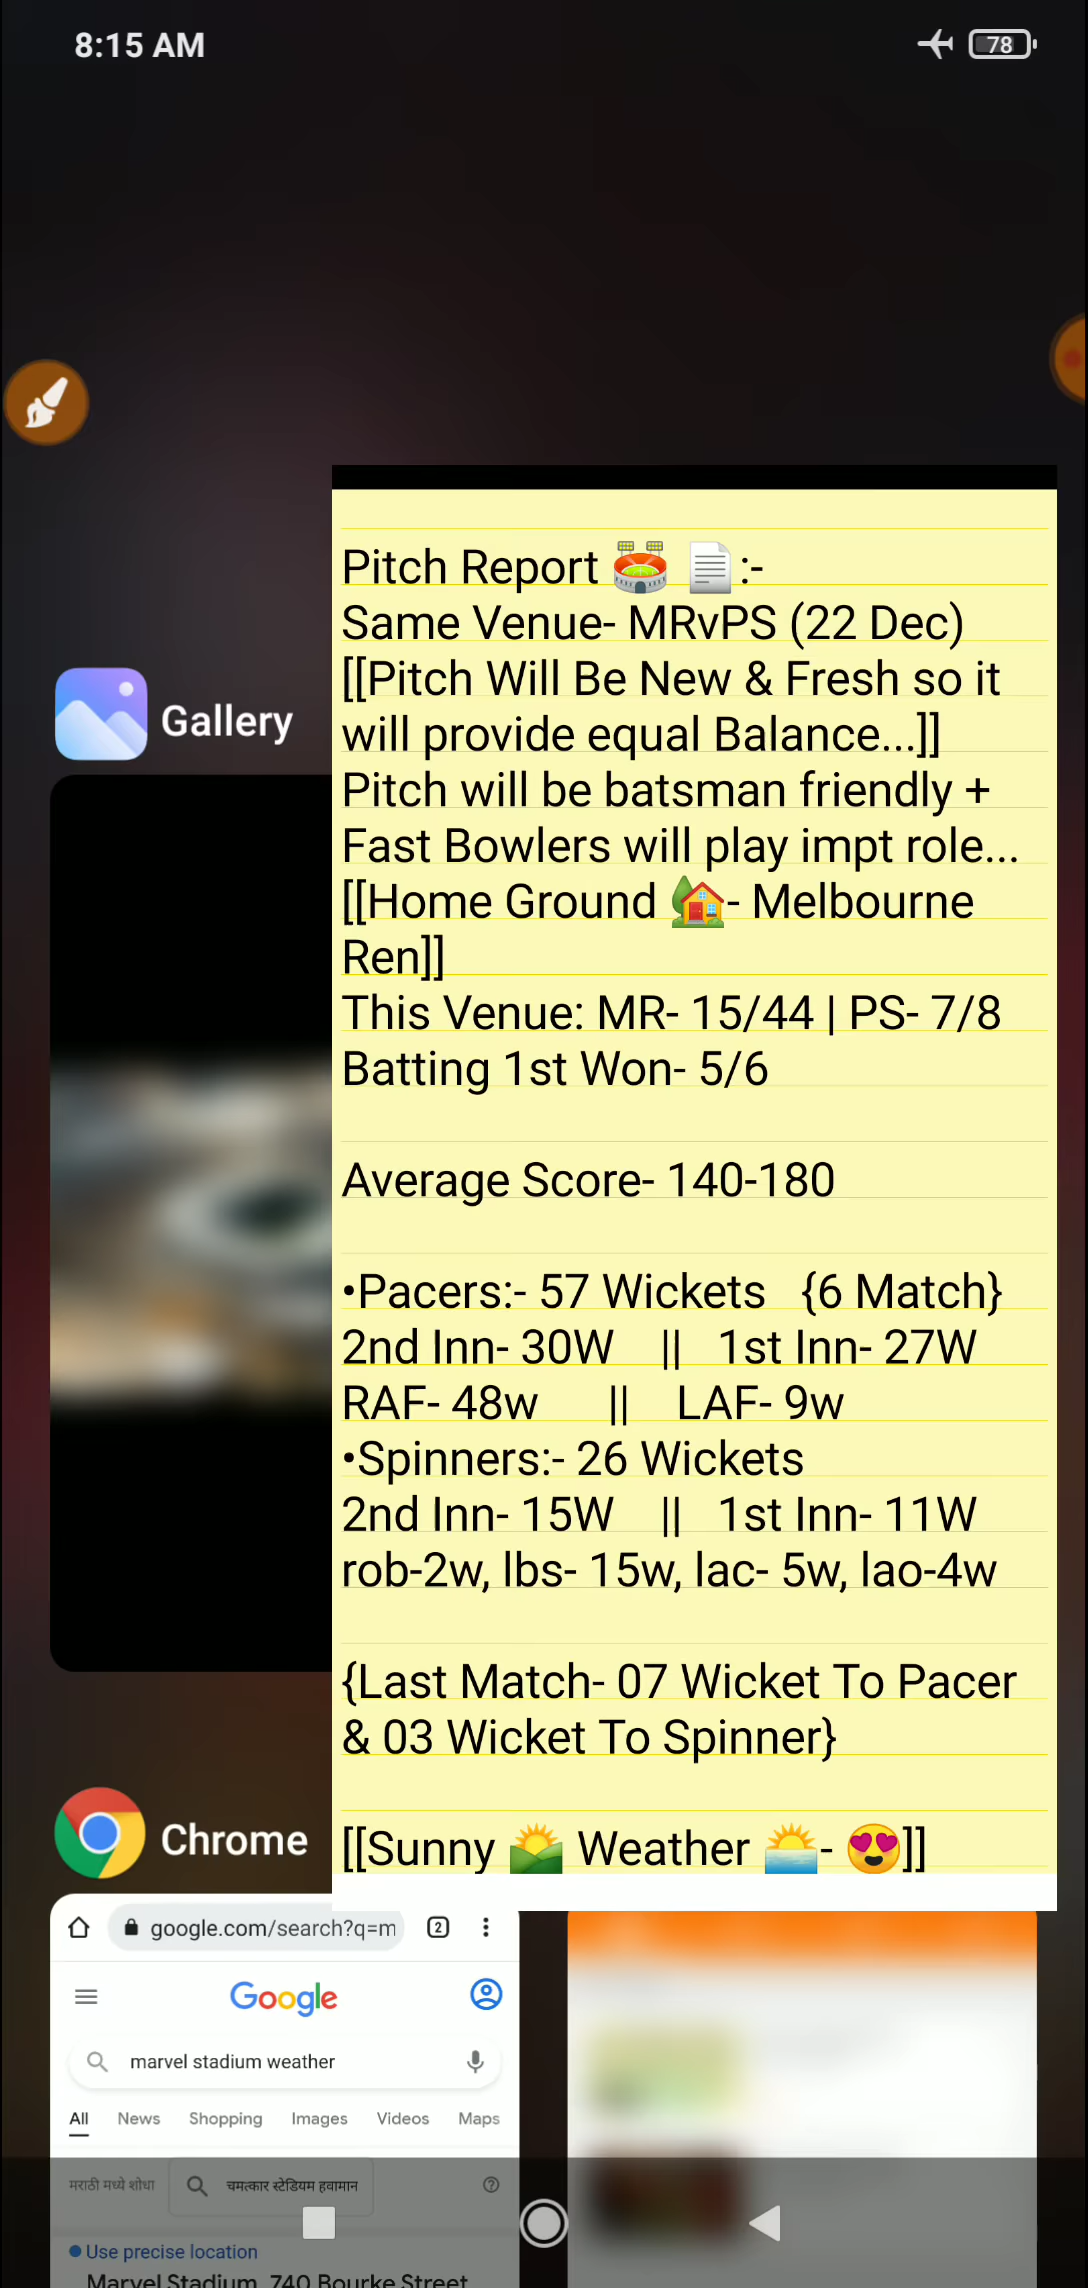 8:15 AM
78
Gallery
Pitch Report 🏟️ 📄:-
Same Venue- MRvPS (22 Dec)
[[Pitch Will Be New & Fresh so it
will provide equal Balance...]]
Pitch will be batsman friendly +
Fast Bowlers will play impt role...
[[Home Ground 🏡- Melbourne
Ren]]
This Venue: MR- 15/44 | PS- 7/8
Batting 1st Won- 5/6
Average Score- 140-180
•Pacers:- 57 Wickets {6 Match}
2nd Inn- 30W || 1st Inn- 27W
RAF- 48w || LAF- 9w
•Spinners:- 26 Wickets
2nd Inn- 15W || 1st Inn- 11W
rob-2w, lbs- 15w, lac- 5w, lao-4w
{Last Match- 07 Wicket To Pacer
& 03 Wicket To Spinner}
[[Sunny 🌄 Weather 🌅- 😍]]
Chrome
google.com/search?q=m
2
Google
marvel stadium weather
All News Shopping Images Videos Maps
मराठी मध्ये शोधा चमत्कार स्टेडियम हवामान
Use precise location
Marvel Stadium, 740 Bourke Street